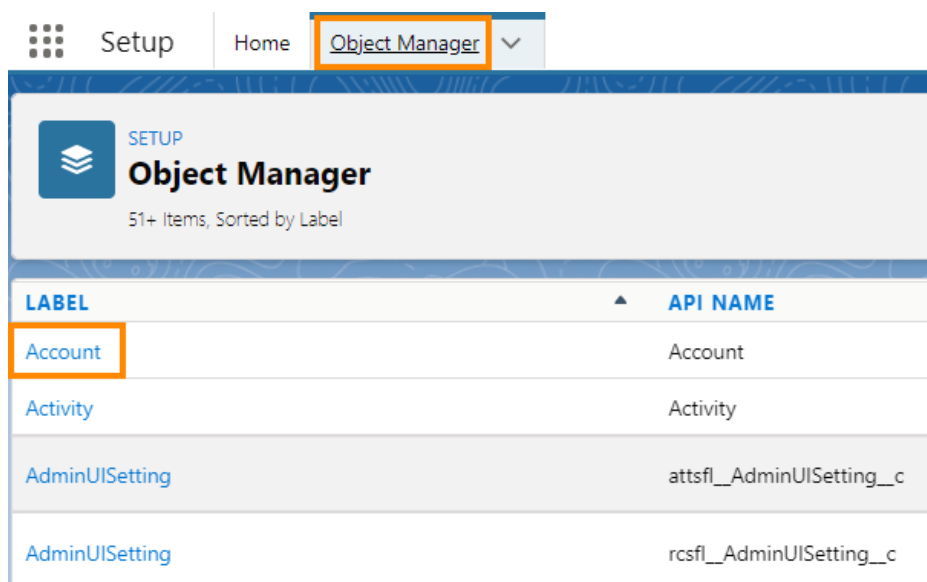 Setup Home Object Manager
SETUP
Object Manager
51+ Items, Sorted by Label
LABEL API NAME
Account Account
Activity Activity
AdminUISetting attsfl__AdminUISetting__c
AdminUISetting rcsfl__AdminUISetting__c